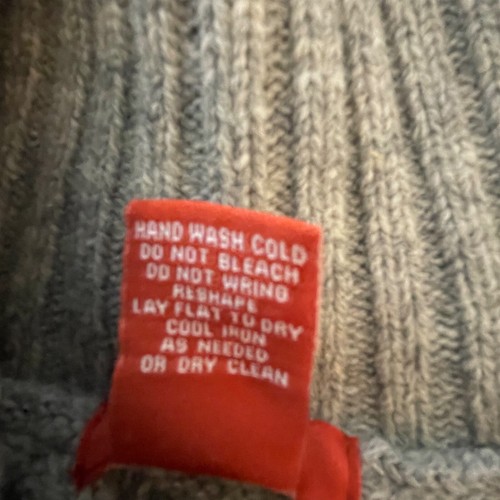 HAND WASH COLD
DO NOT BLEACH
DO NOT WRING
RESHAPE
LAY FLAT TO DRY
COOL IRON
AS NEEDED
OR DRY CLEAN